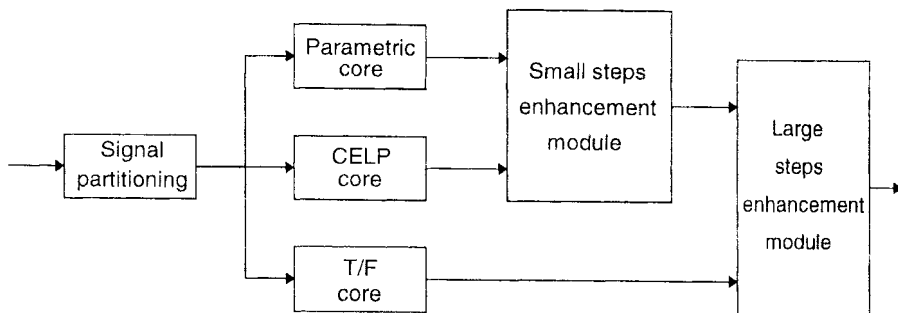 Signal
partitioning
Parametric
core
CELP
core
T/F
core
Small steps
enhancement
module
Large
steps
enhancement
module